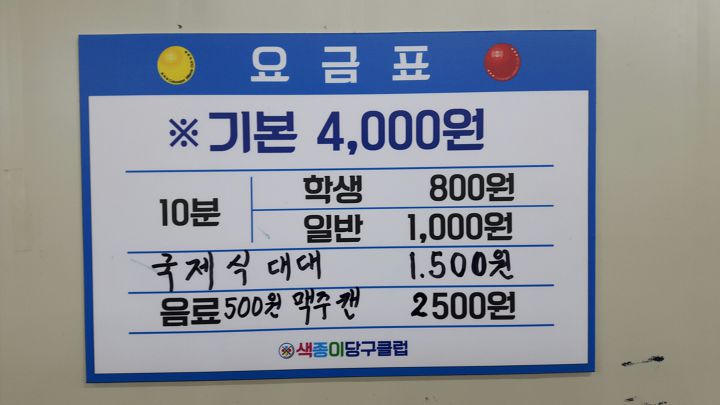 요금표
※기본 4,000원
10분 학생 800원
일반 1,000원
국제식 대대 1.500원
음료 500원 맥주캔 2500원
색종이당구클럽